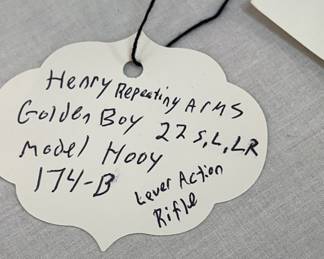 Henry Repeating Arms
Golden Boy 22 S, L, LR
Model H004
174-B Lever Action
Rifle